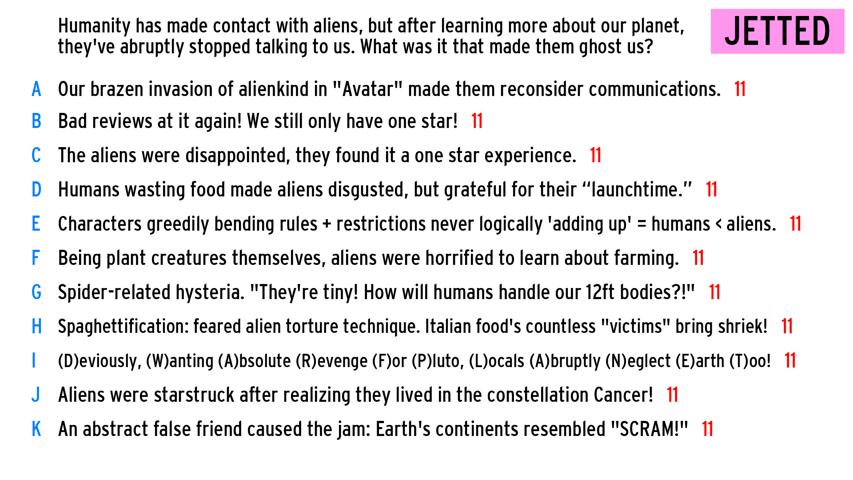 Humanity has made contact with aliens, but after learning more about our planet,
they've abruptly stopped talking to us. What was it that made them ghost us?
JETTED
A Our brazen invasion of alienkind in "Avatar" made them reconsider communications. 11
B Bad reviews at it again! We still only have one star! 11
C The aliens were disappointed, they found it a one star experience. 11
D Humans wasting food made aliens disgusted, but grateful for their “launchtime.” 11
E Characters greedily bending rules + restrictions never logically 'adding up' = humans < aliens. 11
F Being plant creatures themselves, aliens were horrified to learn about farming. 11
G Spider-related hysteria. "They're tiny! How will humans handle our 12ft bodies?!" 11
H Spaghettification: feared alien torture technique. Italian food's countless "victims" bring shriek! 11
I (D)eviously, (W)anting (A)bsolute (R)evenge (F)or (P)luto, (L)ocals (A)bruptly (N)eglect (E)arth (T)oo! 11
J Aliens were starstruck after realizing they lived in the constellation Cancer! 11
K An abstract false friend caused the jam: Earth's continents resembled "SCRAM!" 11